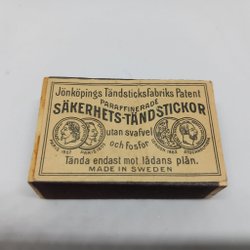 Jönköpings Tändsticksfabriks Patent
PARAFFINERADE
SÄKERHETS-TÄNDSTICKOR
utan svafvel
och fosfor
Tända endast mot lådans plån.
MADE IN SWEDEN